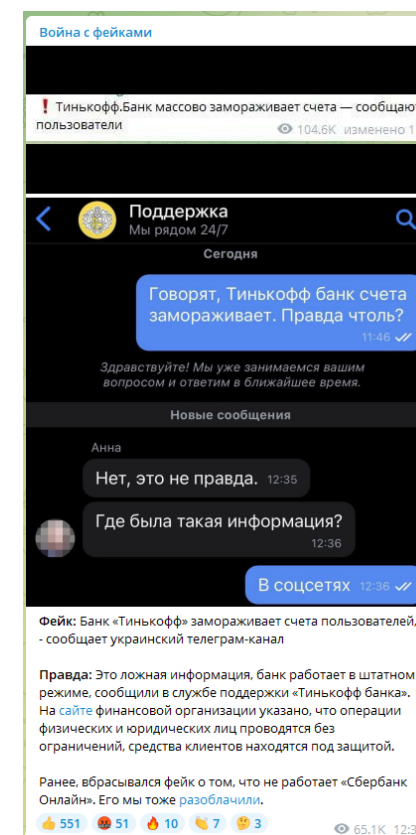 Война с фейками
❗ Тинькофф.Банк массово замораживает счета — сообщают
пользователи
104.6K изменено 1
Поддержка
Мы рядом 24/7
Сегодня
Говорят, Тинькофф банк счета
замораживает. Правда чтоль?
11:46
Здравствуйте! Мы уже занимаемся вашим
вопросом и ответим в ближайшее время.
Новые сообщения
Анна
Нет, это не правда. 12:35
Где была такая информация?
12:36
В соцсетях 12:36
Фейк: Банк «Тинькофф» замораживает счета пользователей,
- сообщает украинский телеграм-канал
Правда: Это ложная информация, банк работает в штатном
режиме, сообщили в службе поддержки «Тинькофф банка».
На сайте финансовой организации указано, что операции
физических и юридических лиц проводятся без
ограничений, средства клиентов находятся под защитой.
Ранее, вбрасывался фейк о том, что не работает «Сбербанк
Онлайн». Его мы тоже разоблачили.
👍 551 🤬 51 🔥 10 👏 7 🤔 3
65.1K